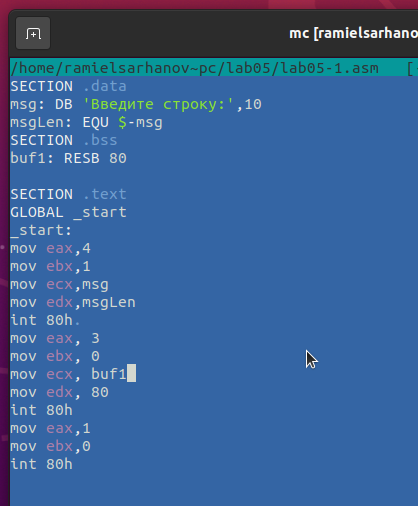 mc [ramielsarhano
/home/ramielsarhanov~pc/lab05/lab05-1.asm [
SECTION .data
msg: DB 'Введите строку:',10
msgLen: EQU $-msg
SECTION .bss
buf1: RESB 80
SECTION .text
GLOBAL _start
_start:
mov eax,4
mov ebx,1
mov ecx,msg
mov edx,msgLen
int 80h.
mov eax, 3
mov ebx, 0
mov ecx, buf1
mov edx, 80
int 80h
mov eax,1
mov ebx,0
int 80h